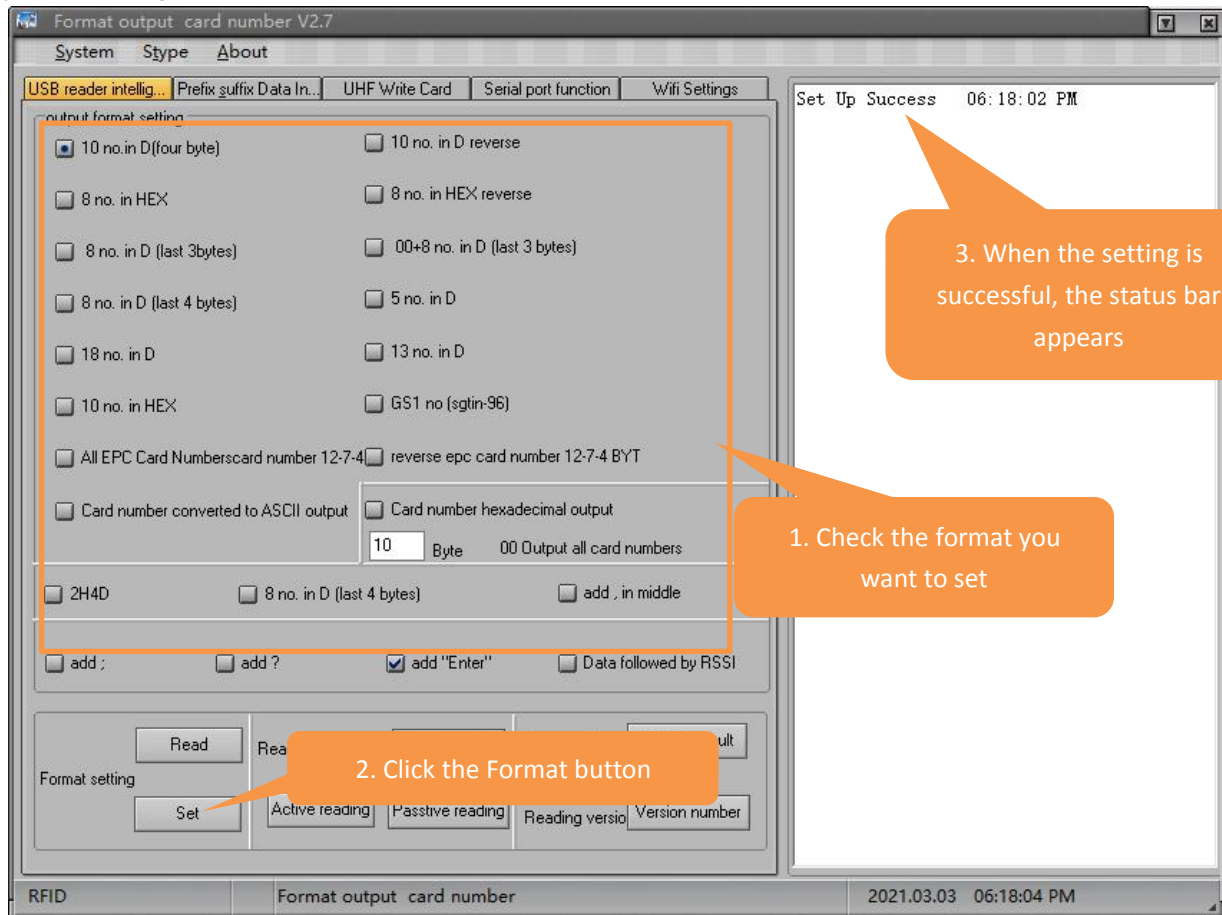 Format output card number V2.7
System Stype About
USB reader intellig... Prefix suffix Data In... UHF Write Card Serial port function Wifi Settings
output format setting
10 no.in D(four byte) 10 no. in D reverse
8 no. in HEX 8 no. in HEX reverse
8 no. in D (last 3bytes) 00+8 no. in D (last 3 bytes)
8 no. in D (last 4 bytes) 5 no. in D
18 no. in D 13 no. in D
10 no. in HEX GS1 no (sgtin-96)
All EPC Card Numberscard number 12-7-4 reverse epc card number 12-7-4 BYT
Card number converted to ASCII output Card number hexadecimal output
10 Byte 00 Output all card numbers
2H4D 8 no. in D (last 4 bytes) add , in middle
add ; add ? add "Enter" Data followed by RSSI
Read
Format setting
Set
Active reading Passtive reading Reading versio Version number
Set Up Success 06:18:02 PM
3. When the setting is
successful, the status bar
appears
1. Check the format you
want to set
2. Click the Format button
RFID Format output card number 2021.03.03 06:18:04 PM